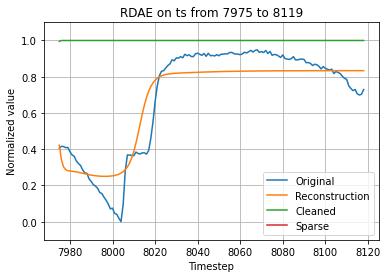 RDAE on ts from 7975 to 8119
Normalized value
1.0
0.8
0.6
0.4
0.2
0.0
Original
Reconstruction
Cleaned
Sparse
7980 8000 8020 8040 8060 8080 8100 8120
Timestep